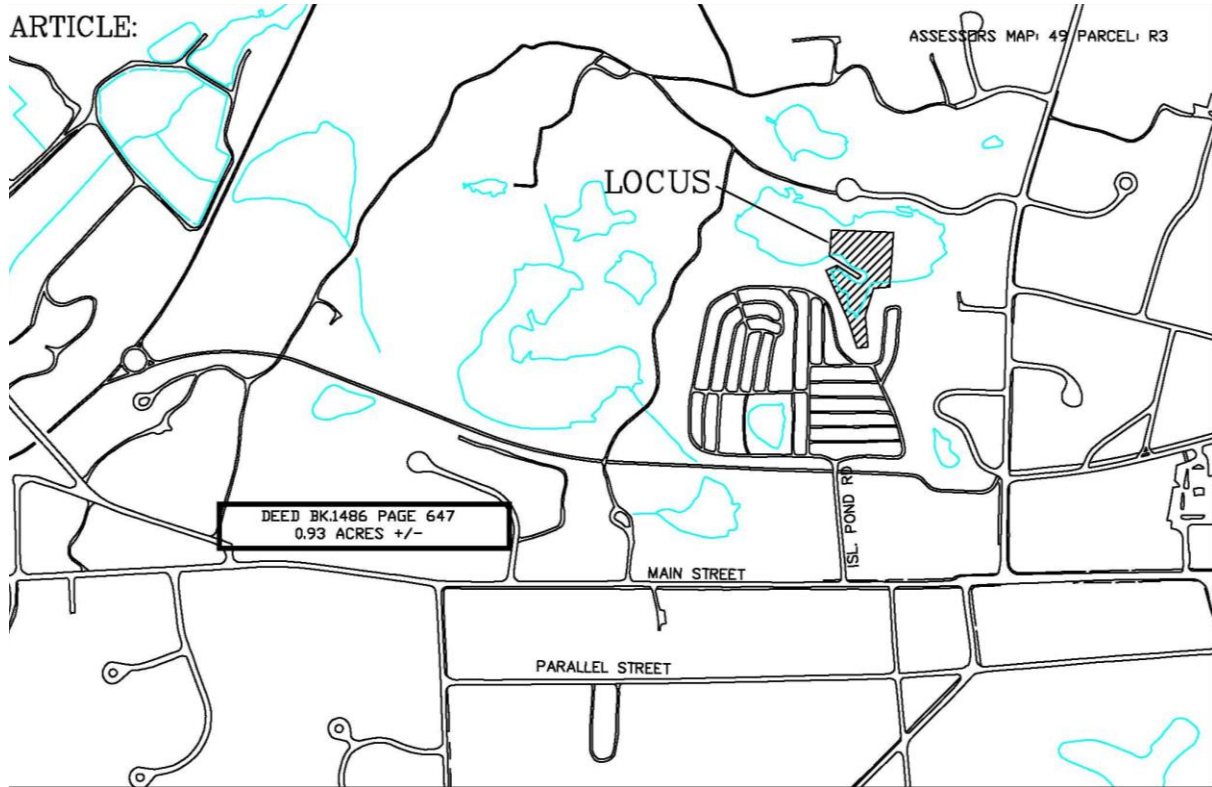 ARTICLE:
ASSESSORS MAP: 49 PARCEL: R3
LOCUS
DEED BK.1486 PAGE 647
0.93 ACRES +/-
ISL. POND RD
MAIN STREET
PARALLEL STREET